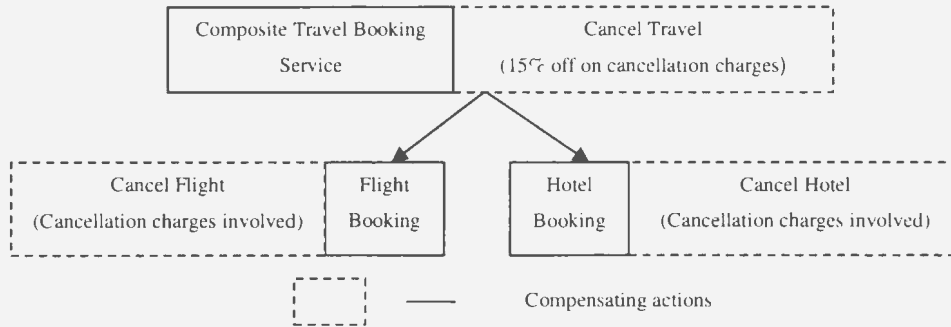 Composite Travel Booking
Service
Cancel Travel
(15% off on cancellation charges)
Cancel Flight
(Cancellation charges involved)
Flight
Booking
Hotel
Booking
Cancel Hotel
(Cancellation charges involved)
Compensating actions